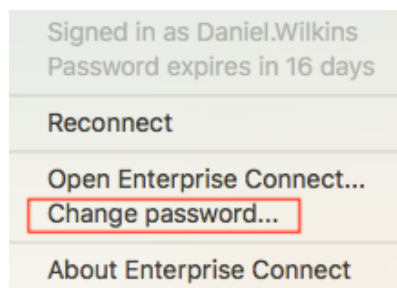 Signed in as Daniel.Wilkins
Password expires in 16 days
Reconnect
Open Enterprise Connect...
Change password...
About Enterprise Connect